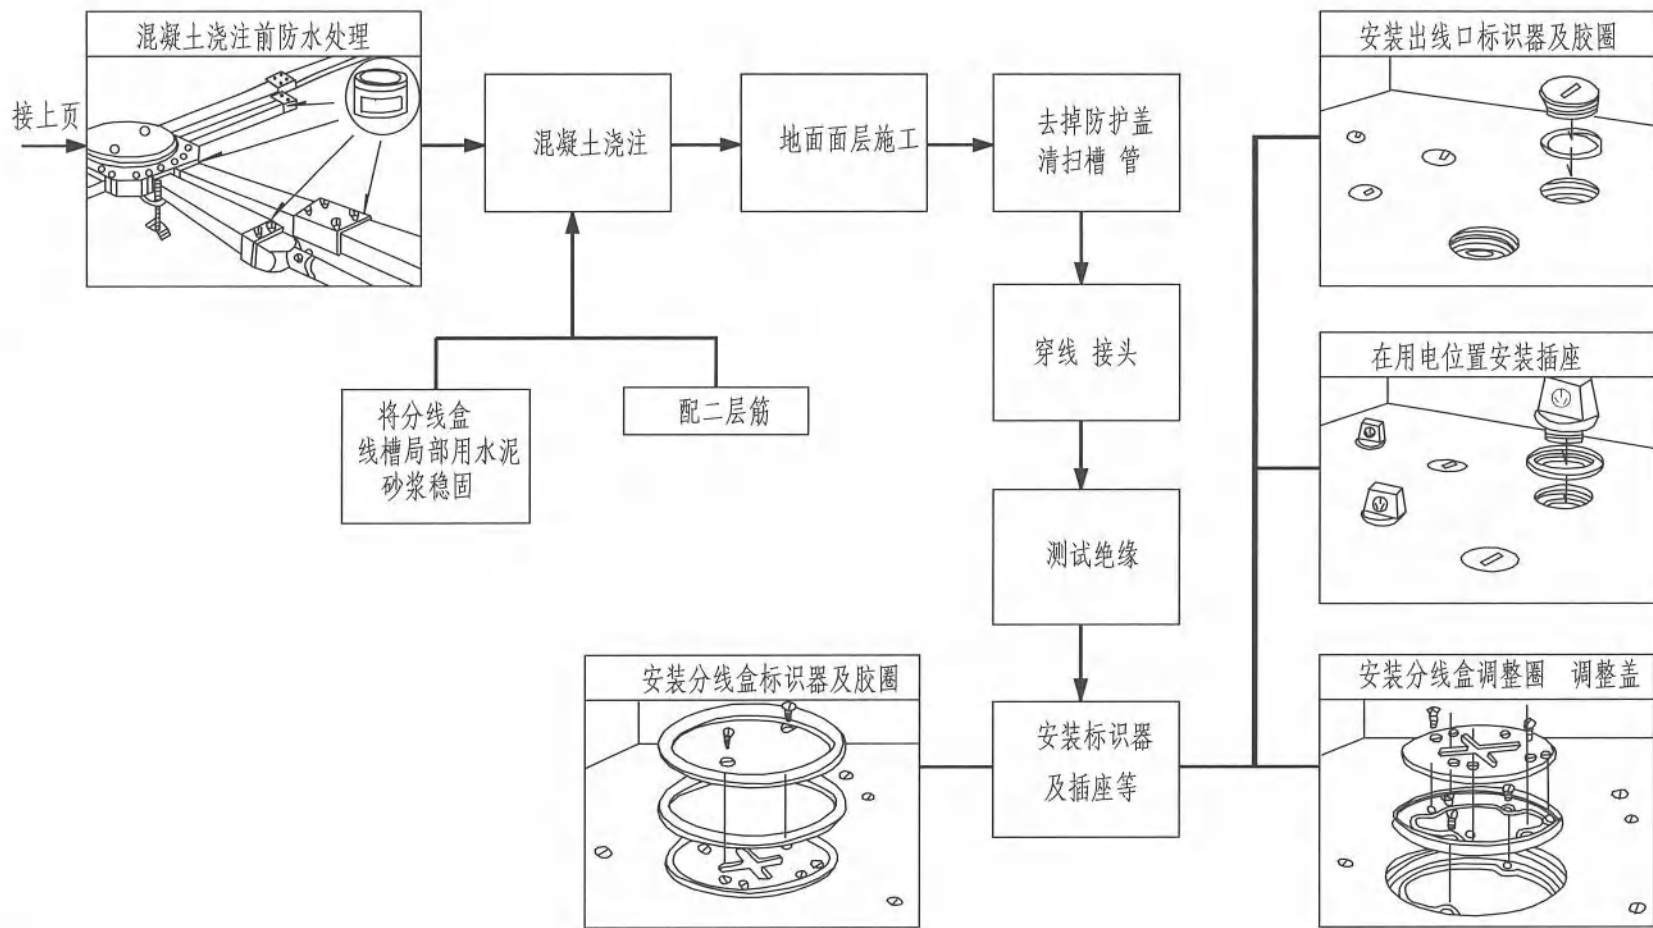 混凝土浇注前防水处理
接上页
混凝土浇注
地面面层施工
去掉防护盖
清扫槽 管
安装出线口标识器及胶圈
穿线 接头
在用电位置安装插座
将分线盒
线槽局部用水泥
砂浆稳固
配二层筋
测试绝缘
安装分线盒标识器及胶圈
安装标识器
及插座等
安装分线盒调整圈 调整盖